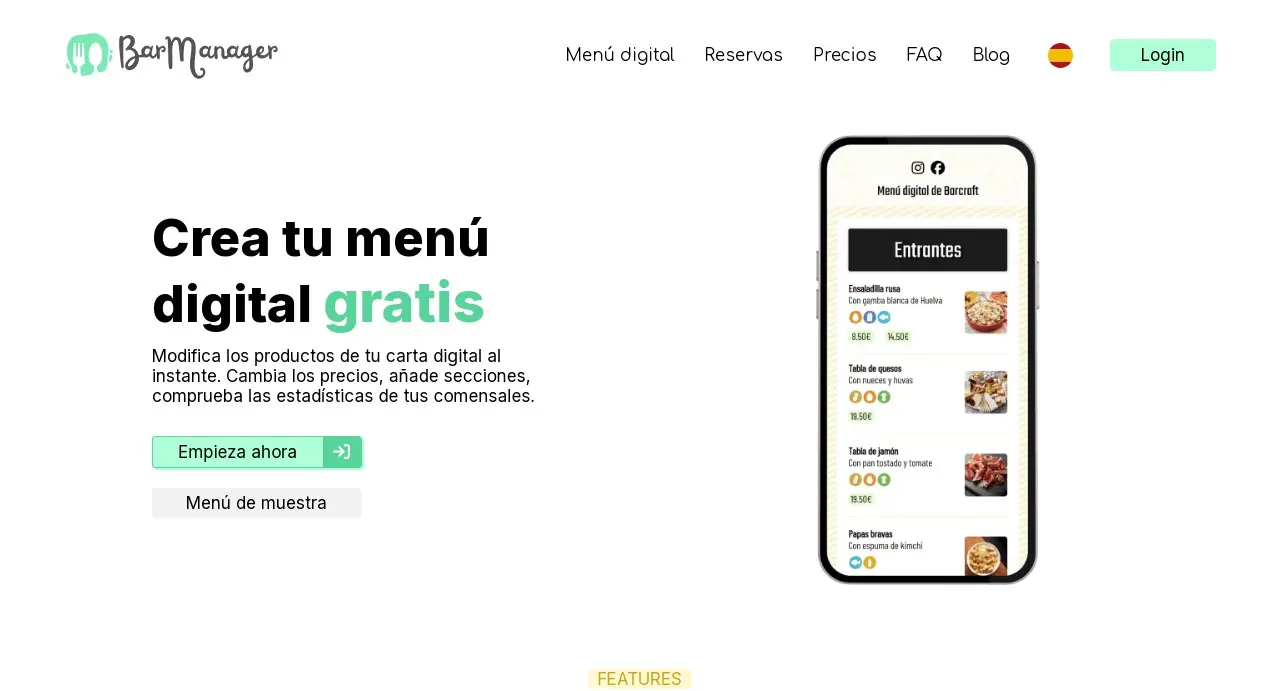 BarManager
Menú digital
Reservas
Precios
FAQ
Blog
Login
Crea tu menú
digital gratis
Modifica los productos de tu carta digital al
instante. Cambia los precios, añade secciones,
comprueba las estadísticas de tus comensales.
Empieza ahora
Menú de muestra
Menú digital de Barcraft
Entrantes
Ensaladilla rusa
Con gamba blanca de Huelva
8.50€ 14.50€
Tabla de quesos
Con nueces y huvas
19.50€
Tabla de jamón
Con pan tostado y tomate
19.50€
Papas bravas
Con espuma de kimchi
FEATURES